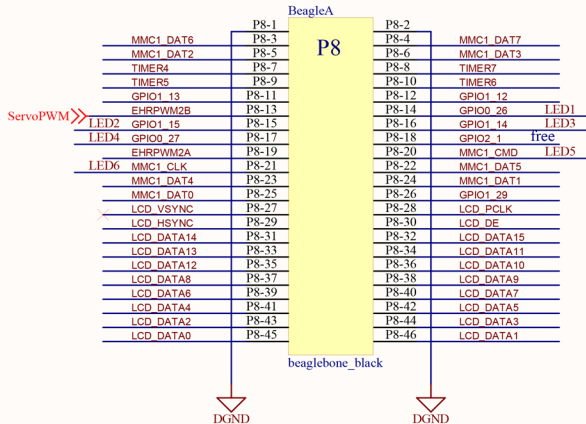 BeagleA
P8
P8-1 P8-2
MMC1_DAT6 P8-3 P8-4 MMC1_DAT7
MMC1_DAT2 P8-5 P8-6 MMC1_DAT3
TIMER4 P8-7 P8-8 TIMER7
TIMER5 P8-9 P8-10 TIMER6
GPIO1_13 P8-11 P8-12 GPIO1_12
ServoPWM EHRPWM2B P8-13 P8-14 GPIO0_26 LED1
LED2 GPIO1_15 P8-15 P8-16 GPIO1_14 LED3
LED4 GPIO0_27 P8-17 P8-18 GPIO2_1 free
EHRPWM2A P8-19 P8-20 MMC1_CMD LED5
LED6 MMC1_CLK P8-21 P8-22 MMC1_DAT5
MMC1_DAT4 P8-23 P8-24 MMC1_DAT1
MMC1_DAT0 P8-25 P8-26 GPIO1_29
LCD_VSYNC P8-27 P8-28 LCD_PCLK
LCD_HSYNC P8-29 P8-30 LCD_DE
LCD_DATA14 P8-31 P8-32 LCD_DATA15
LCD_DATA13 P8-33 P8-34 LCD_DATA11
LCD_DATA12 P8-35 P8-36 LCD_DATA10
LCD_DATA8 P8-37 P8-38 LCD_DATA9
LCD_DATA6 P8-39 P8-40 LCD_DATA7
LCD_DATA4 P8-41 P8-42 LCD_DATA5
LCD_DATA2 P8-43 P8-44 LCD_DATA3
LCD_DATA0 P8-45 P8-46 LCD_DATA1
beaglebone_black
DGND DGND